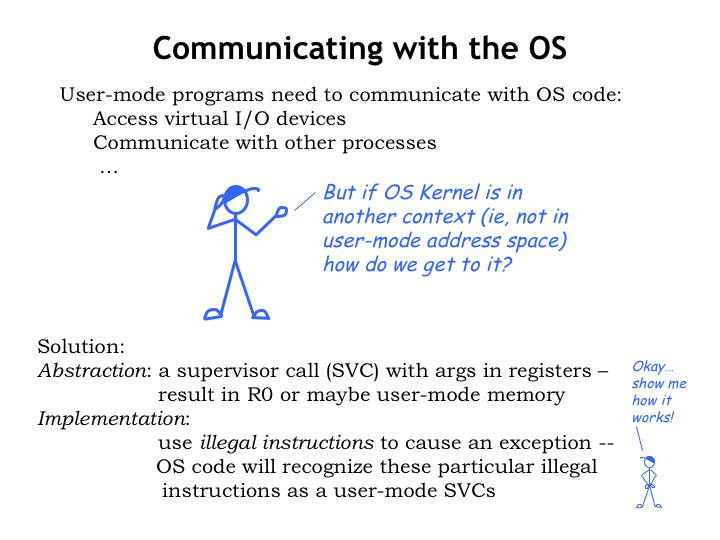 Communicating with the OS
User-mode programs need to communicate with OS code:
Access virtual I/O devices
Communicate with other processes
…
But if OS Kernel is in
another context (ie, not in
user-mode address space)
how do we get to it?
Solution:
Abstraction: a supervisor call (SVC) with args in registers –
result in R0 or maybe user-mode memory
Implementation:
use illegal instructions to cause an exception --
OS code will recognize these particular illegal
instructions as a user-mode SVCs
Okay…
show me
how it
works!